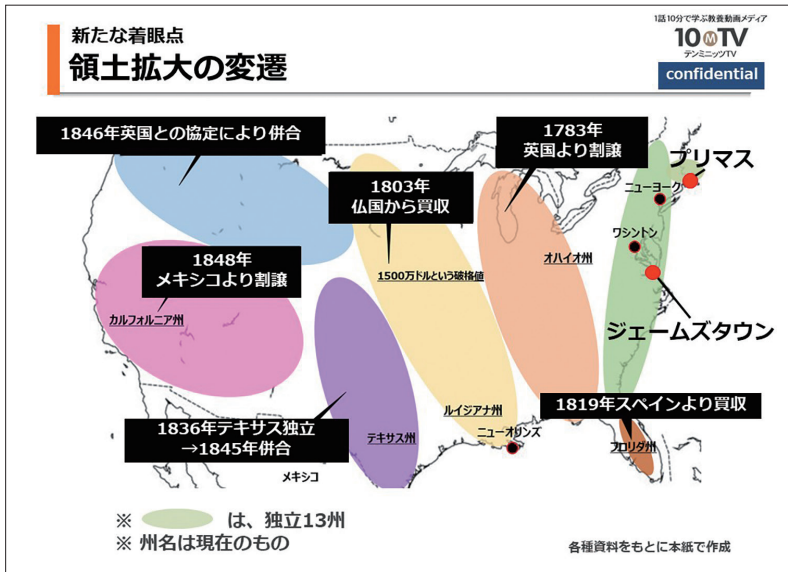 新たな着眼点
領土拡大の変遷
1話10分で学ぶ教養動画メディア
10MTV
テンミニッツTV
confidential
1846年英国との協定により併合
1783年
英国より割譲
プリマス
ニューヨーク
1803年
仏国から買収
ワシントン
1848年
メキシコより割譲
1500万ドルという破格値
オハイオ州
カルフォルニア州
ジェームズタウン
1819年スペインより買収
ルイジアナ州
1836年テキサス独立
→1845年併合
テキサス州
ニューオリンズ
フロリダ州
メキシコ
※ は、独立13州
※ 州名は現在のもの
各種資料をもとに本紙で作成